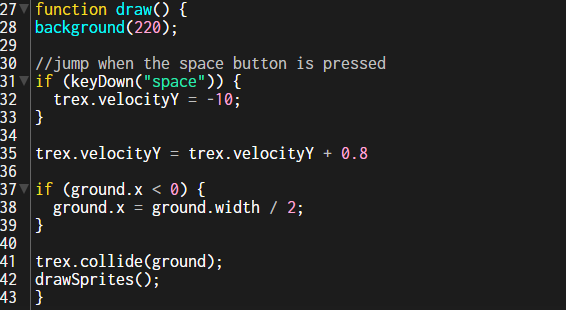 27 function draw() {
28 background(220);
29
30 //jump when the space button is pressed
31 if (keyDown("space")) {
32   trex.velocityY = -10;
33 }
34
35 trex.velocityY = trex.velocityY + 0.8
36
37 if (ground.x < 0) {
38   ground.x = ground.width / 2;
39 }
40
41 trex.collide(ground);
42 drawSprites();
43 }